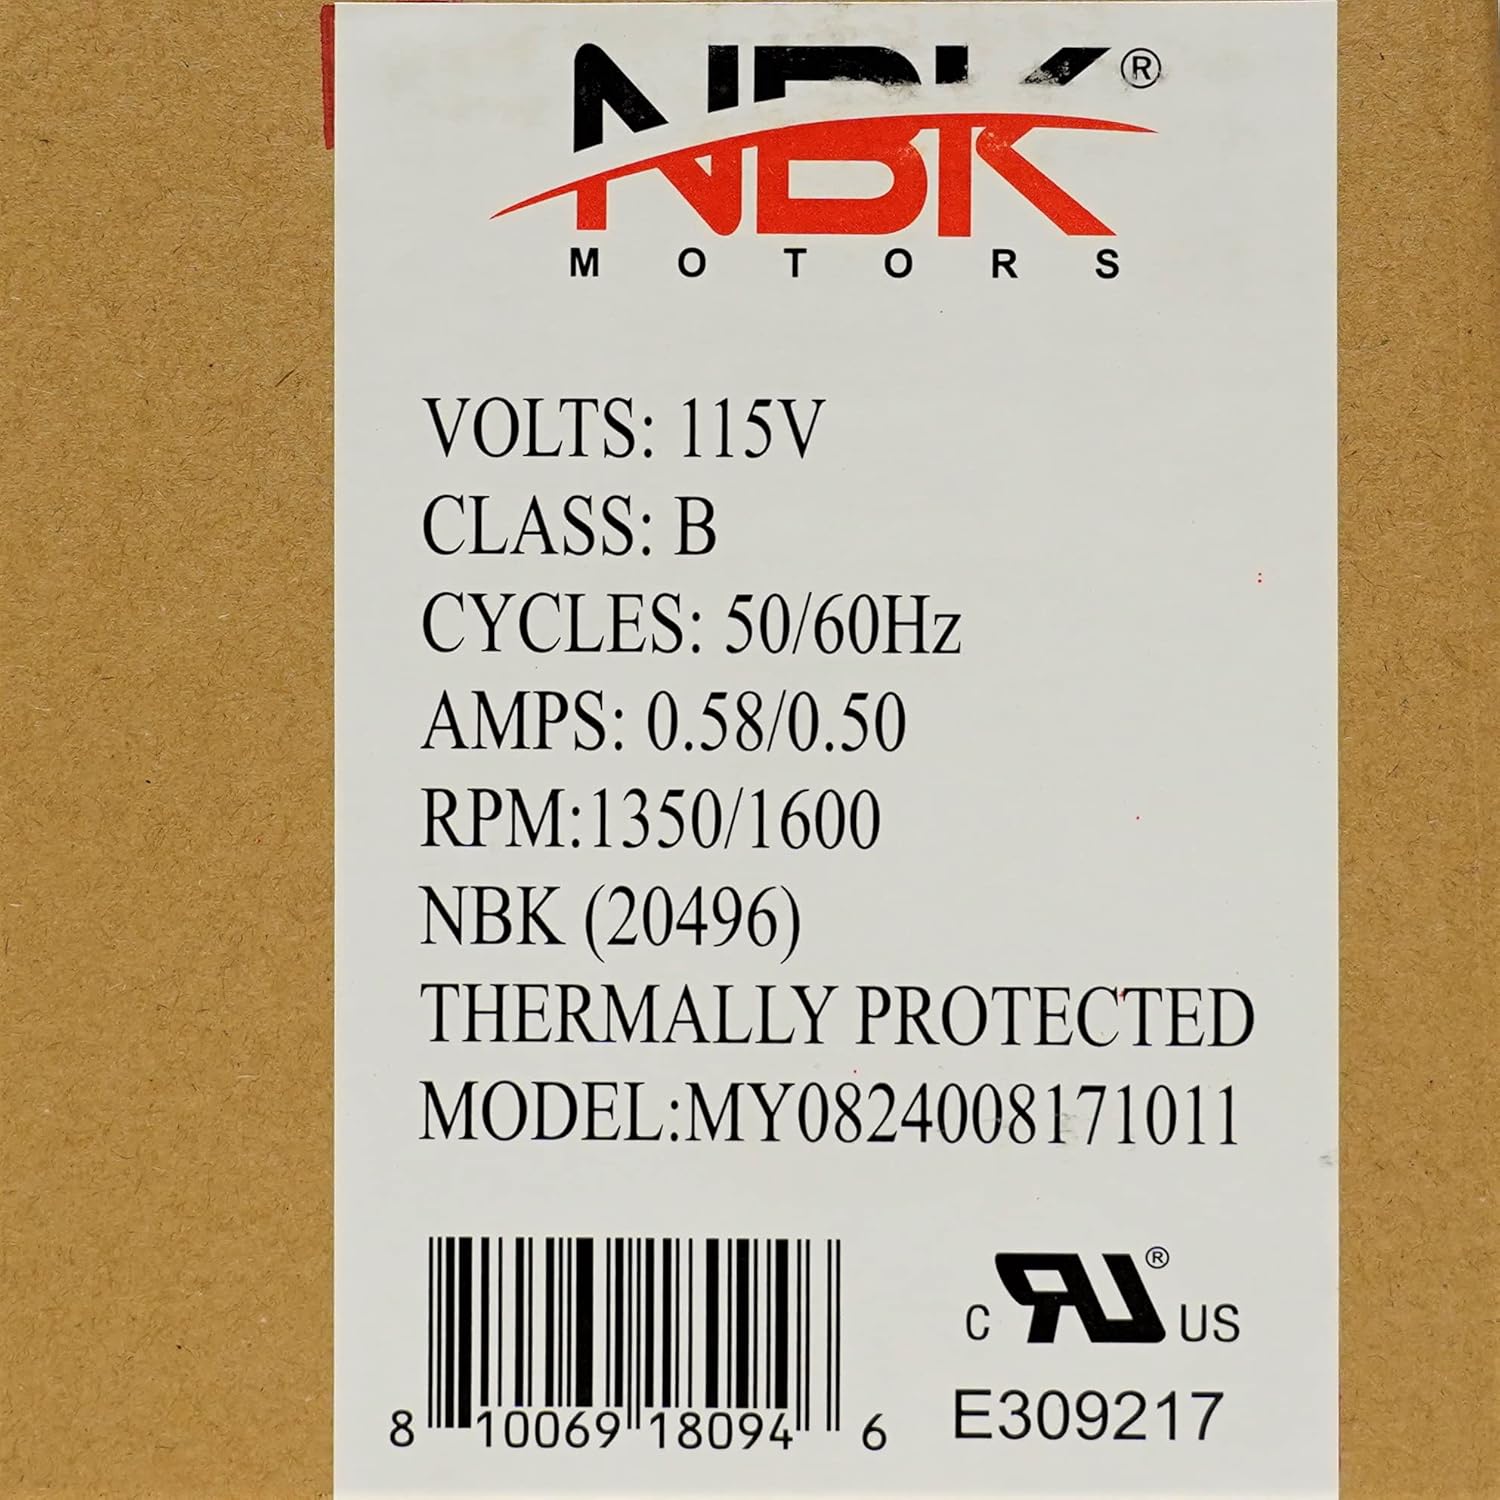 NBK®
MOTORS
VOLTS: 115V
CLASS: B
CYCLES: 50/60Hz
AMPS: 0.58/0.50
RPM:1350/1600
NBK (20496)
THERMALLY PROTECTED
MODEL:MY0824008171011
8 10069 18094 6
C RU® US
E309217